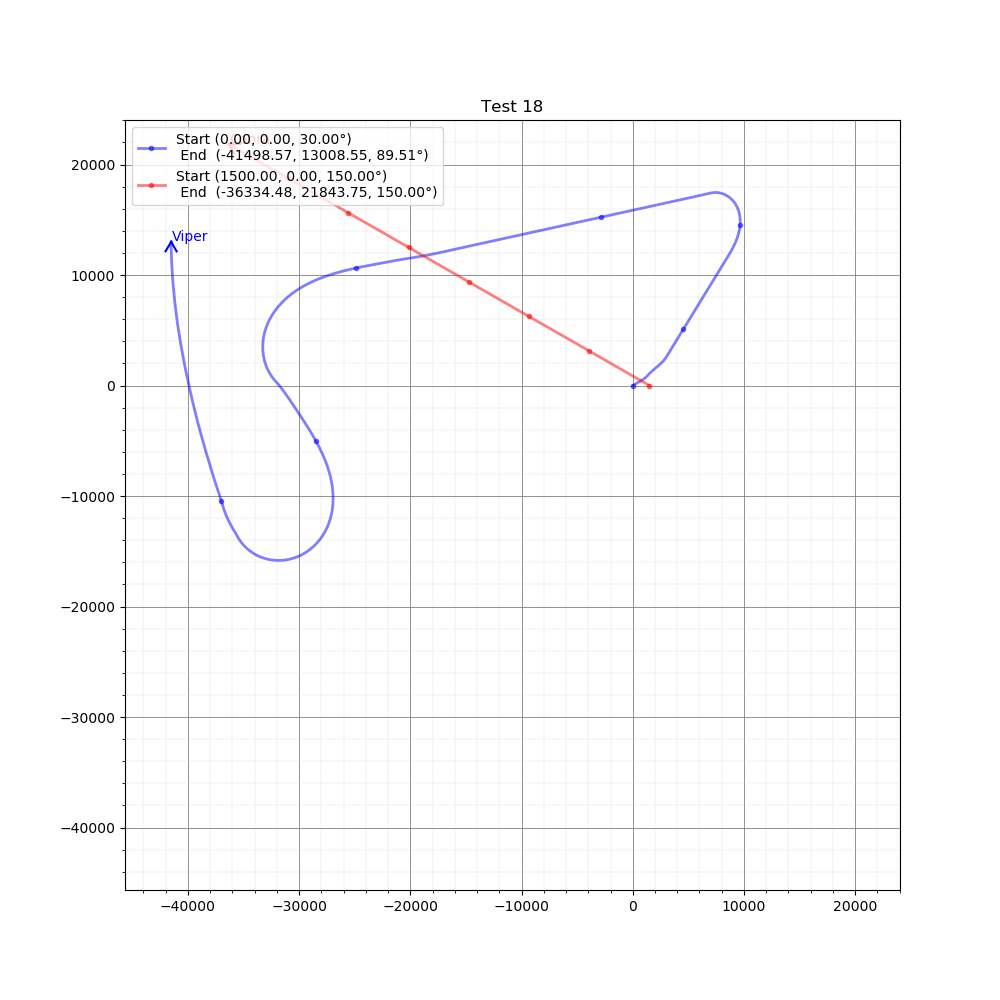 Test 18
Start (0.00, 0.00, 30.00°)
End (-41498.57, 13008.55, 89.51°)
Start (1500.00, 0.00, 150.00°)
End (-36334.48, 21843.75, 150.00°)
Viper
20000
10000
0
−10000
−20000
−30000
−40000
−40000 −30000 −20000 −10000 0 10000 20000